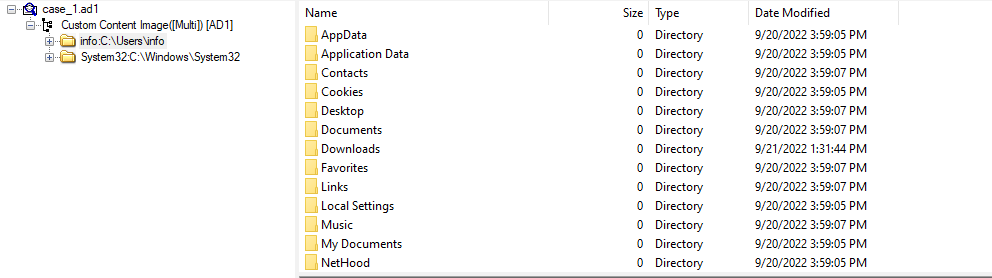 case_1.ad1
Custom Content Image([Multi]) [AD1]
info:C:\Users\info
System32:C:\Windows\System32
Name Size Type Date Modified
AppData 0 Directory 9/20/2022 3:59:05 PM
Application Data 0 Directory 9/20/2022 3:59:05 PM
Contacts 0 Directory 9/20/2022 3:59:07 PM
Cookies 0 Directory 9/20/2022 3:59:05 PM
Desktop 0 Directory 9/20/2022 3:59:07 PM
Documents 0 Directory 9/20/2022 3:59:07 PM
Downloads 0 Directory 9/21/2022 1:31:44 PM
Favorites 0 Directory 9/20/2022 3:59:07 PM
Links 0 Directory 9/20/2022 3:59:07 PM
Local Settings 0 Directory 9/20/2022 3:59:05 PM
Music 0 Directory 9/20/2022 3:59:07 PM
My Documents 0 Directory 9/20/2022 3:59:05 PM
NetHood 0 Directory 9/20/2022 3:59:05 PM